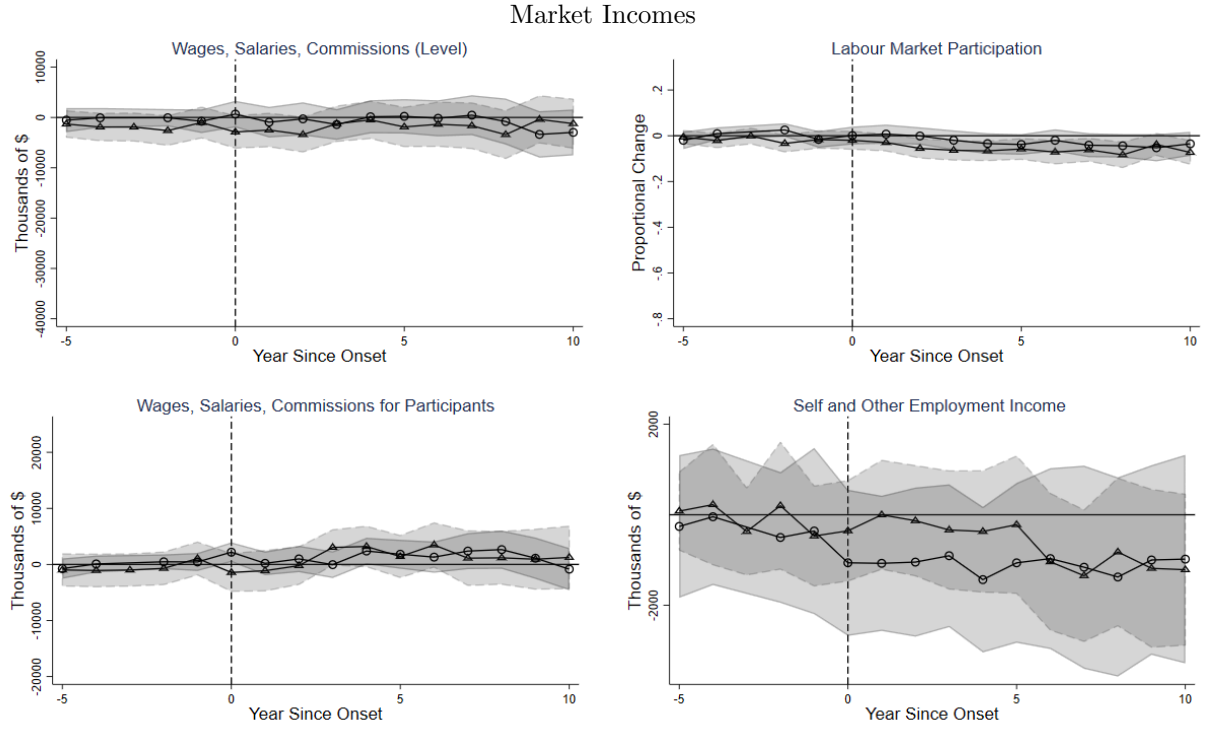 Market Incomes
Wages, Salaries, Commissions (Level)
Thousands of $
10000
0
-10000
-20000
-30000
-40000
-5
0
5
10
Year Since Onset
Labour Market Participation
Proportional Change
.2
0
-.2
-.4
-.6
-.8
-5
0
5
10
Year Since Onset
Wages, Salaries, Commissions for Participants
Thousands of $
20000
10000
0
-10000
-20000
-5
0
5
10
Year Since Onset
Self and Other Employment Income
Thousands of $
2000
-2000
-5
0
5
10
Year Since Onset